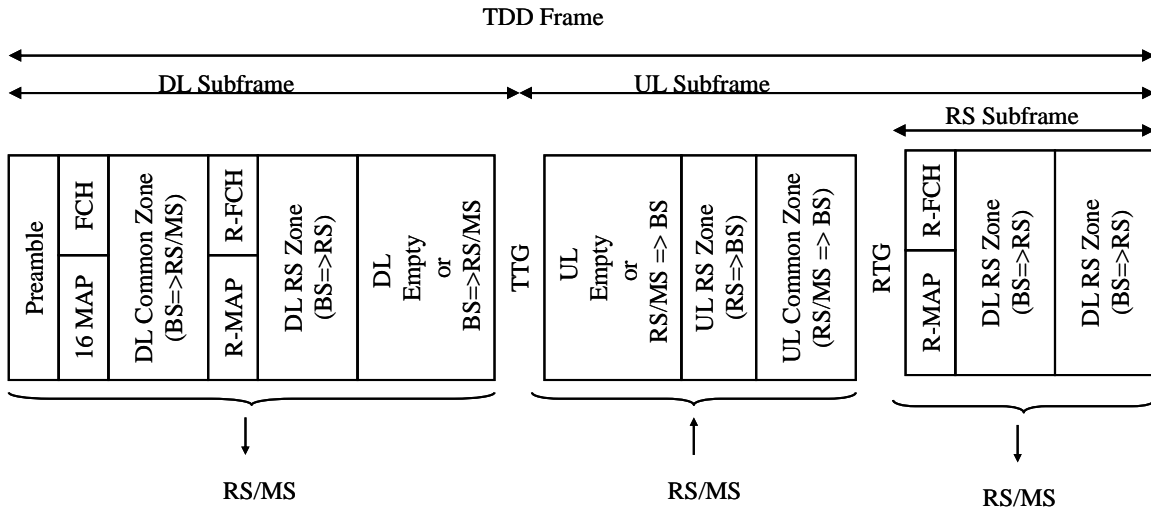 TDD Frame
DL Subframe
UL Subframe
RS Subframe
Preamble
FCH
16 MAP
DL Common Zone
(BS=>RS/MS)
R-FCH
R-MAP
DL RS Zone
(BS=>RS)
DL
Empty
or
BS=>RS/MS
TTG
UL
Empty
or
RS/MS => BS
UL RS Zone
(RS=>BS)
UL Common Zone
(RS/MS => BS)
RTG
R-FCH
R-MAP
DL RS Zone
(BS=>RS)
DL RS Zone
(BS=>RS)
RS/MS
RS/MS
RS/MS